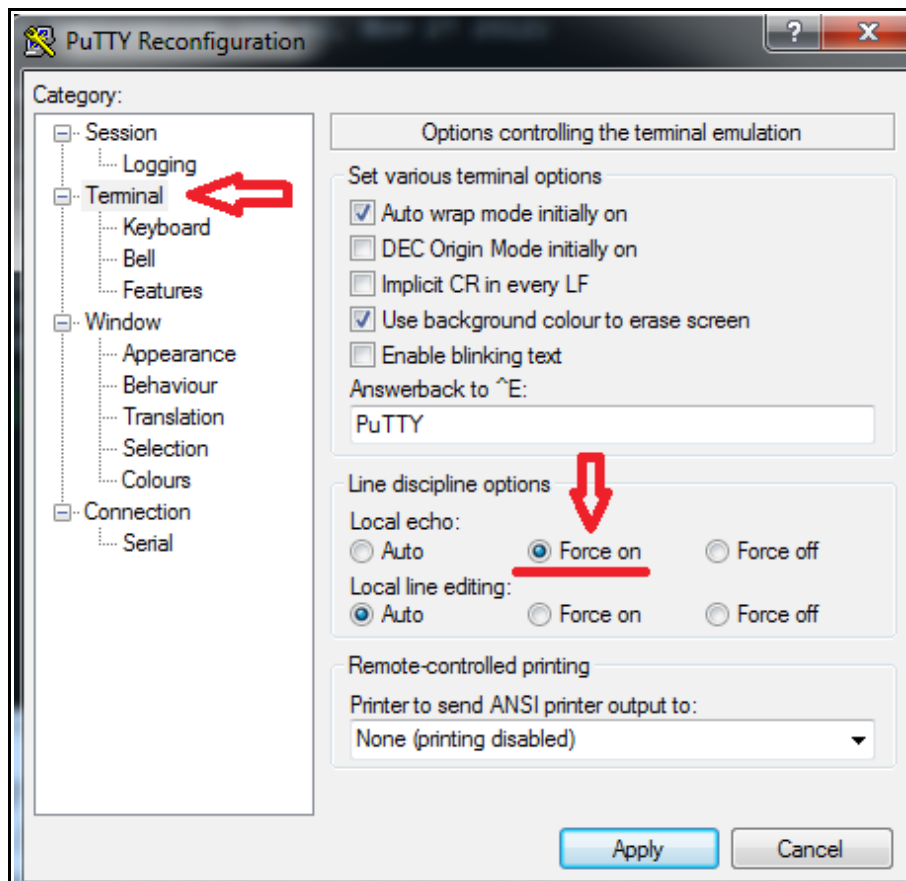 PuTTY Reconfiguration
?
x
Category:
Session
Logging
Terminal
Keyboard
Bell
Features
Window
Appearance
Behaviour
Translation
Selection
Colours
Connection
Serial
Options controlling the terminal emulation
Set various terminal options
Auto wrap mode initially on
DEC Origin Mode initially on
Implicit CR in every LF
Use background colour to erase screen
Enable blinking text
Answerback to ^E:
PuTTY
Line discipline options
Local echo:
Auto Force on Force off
Local line editing:
Auto Force on Force off
Remote-controlled printing
Printer to send ANSI printer output to:
None (printing disabled)
Apply Cancel